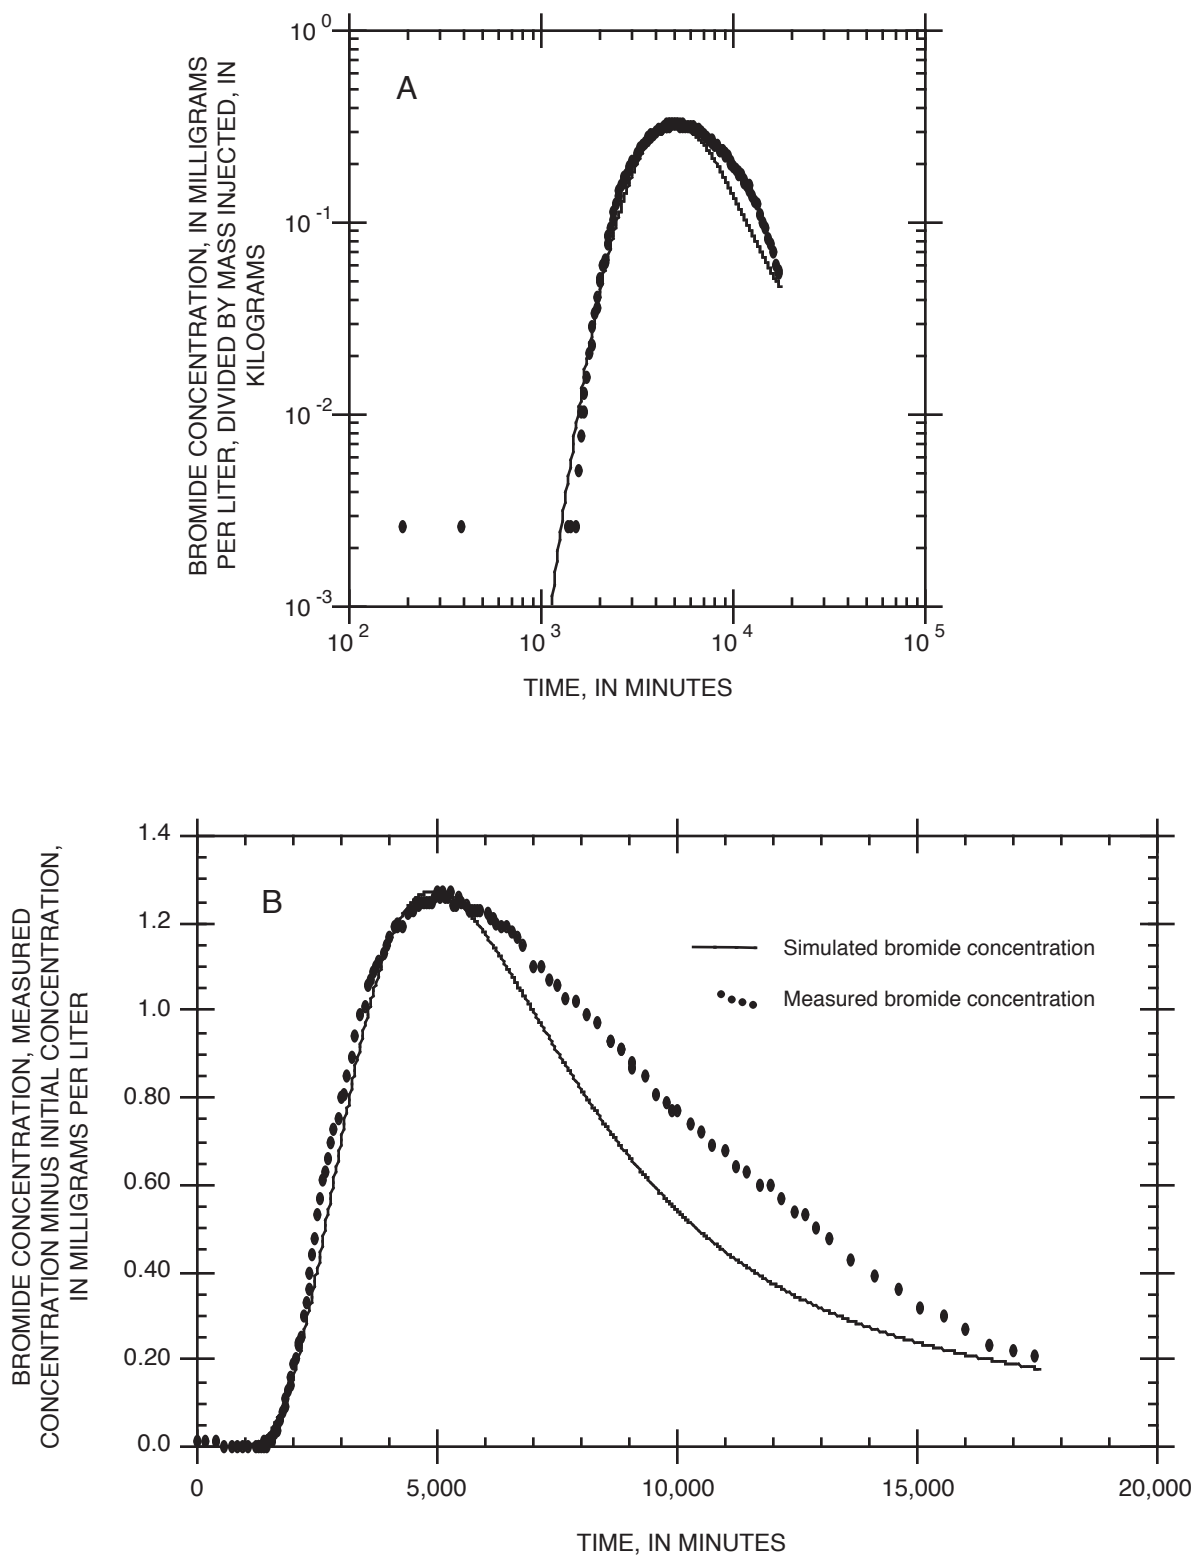 BROMIDE CONCENTRATION, IN MILLIGRAMS
PER LITER, DIVIDED BY MASS INJECTED, IN
KILOGRAMS
A
10 0
10 -1
10 -2
10 -3
10 2
10 3
10 4
10 5
TIME, IN MINUTES
BROMIDE CONCENTRATION, MEASURED
CONCENTRATION MINUS INITIAL CONCENTRATION,
IN MILLIGRAMS PER LITER
B
1.4
1.2
1.0
0.80
0.60
0.40
0.20
0.0
Simulated bromide concentration
Measured bromide concentration
0
5,000
10,000
15,000
20,000
TIME, IN MINUTES